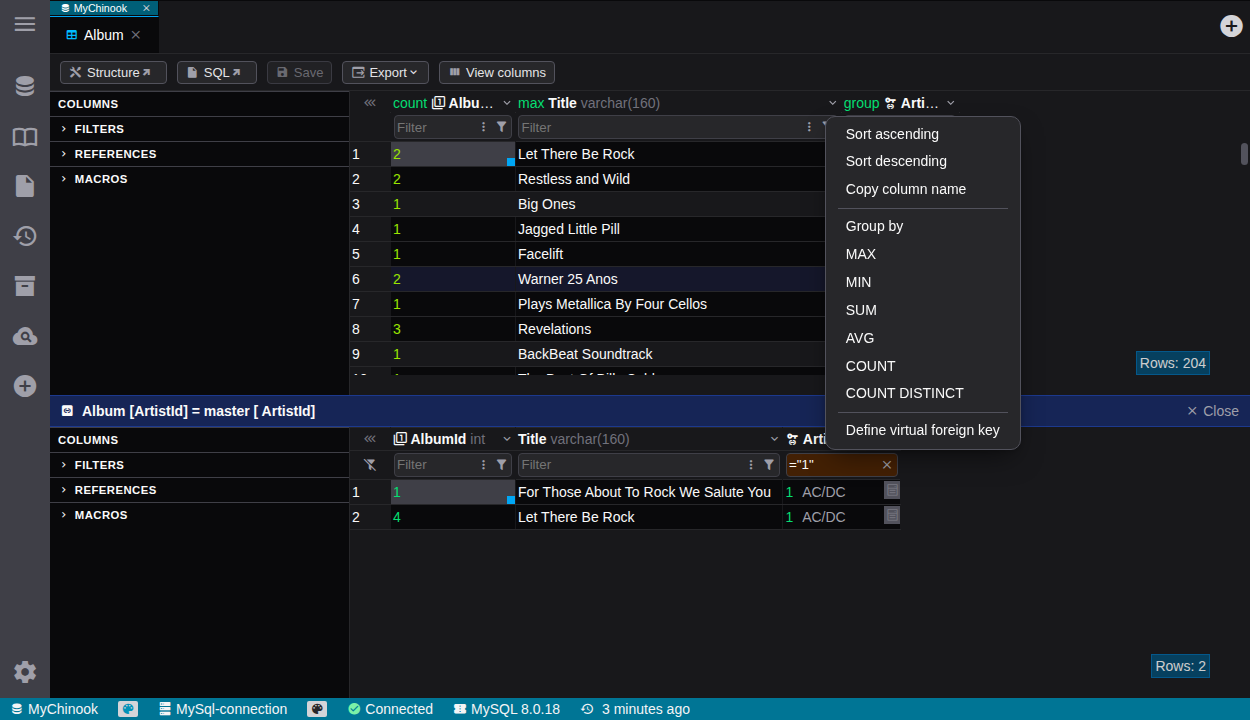 MyChinook
Album
Structure SQL Save Export View columns
COLUMNS
FILTERS
REFERENCES
MACROS
count Albu... max Title varchar(160) group Arti...
Filter Filter
1 2 Let There Be Rock
2 2 Restless and Wild
3 1 Big Ones
4 1 Jagged Little Pill
5 1 Facelift
6 2 Warner 25 Anos
7 1 Plays Metallica By Four Cellos
8 3 Revelations
9 1 BackBeat Soundtrack
Sort ascending
Sort descending
Copy column name
Group by
MAX
MIN
SUM
AVG
COUNT
COUNT DISTINCT
Define virtual foreign key
Rows: 204
Album [ArtistId] = master [ ArtistId] Close
COLUMNS
FILTERS
REFERENCES
MACROS
AlbumId int Title varchar(160) Arti
Filter Filter ="1"
1 1 For Those About To Rock We Salute You 1 AC/DC
2 4 Let There Be Rock 1 AC/DC
Rows: 2
MyChinook MySql-connection Connected MySQL 8.0.18 3 minutes ago